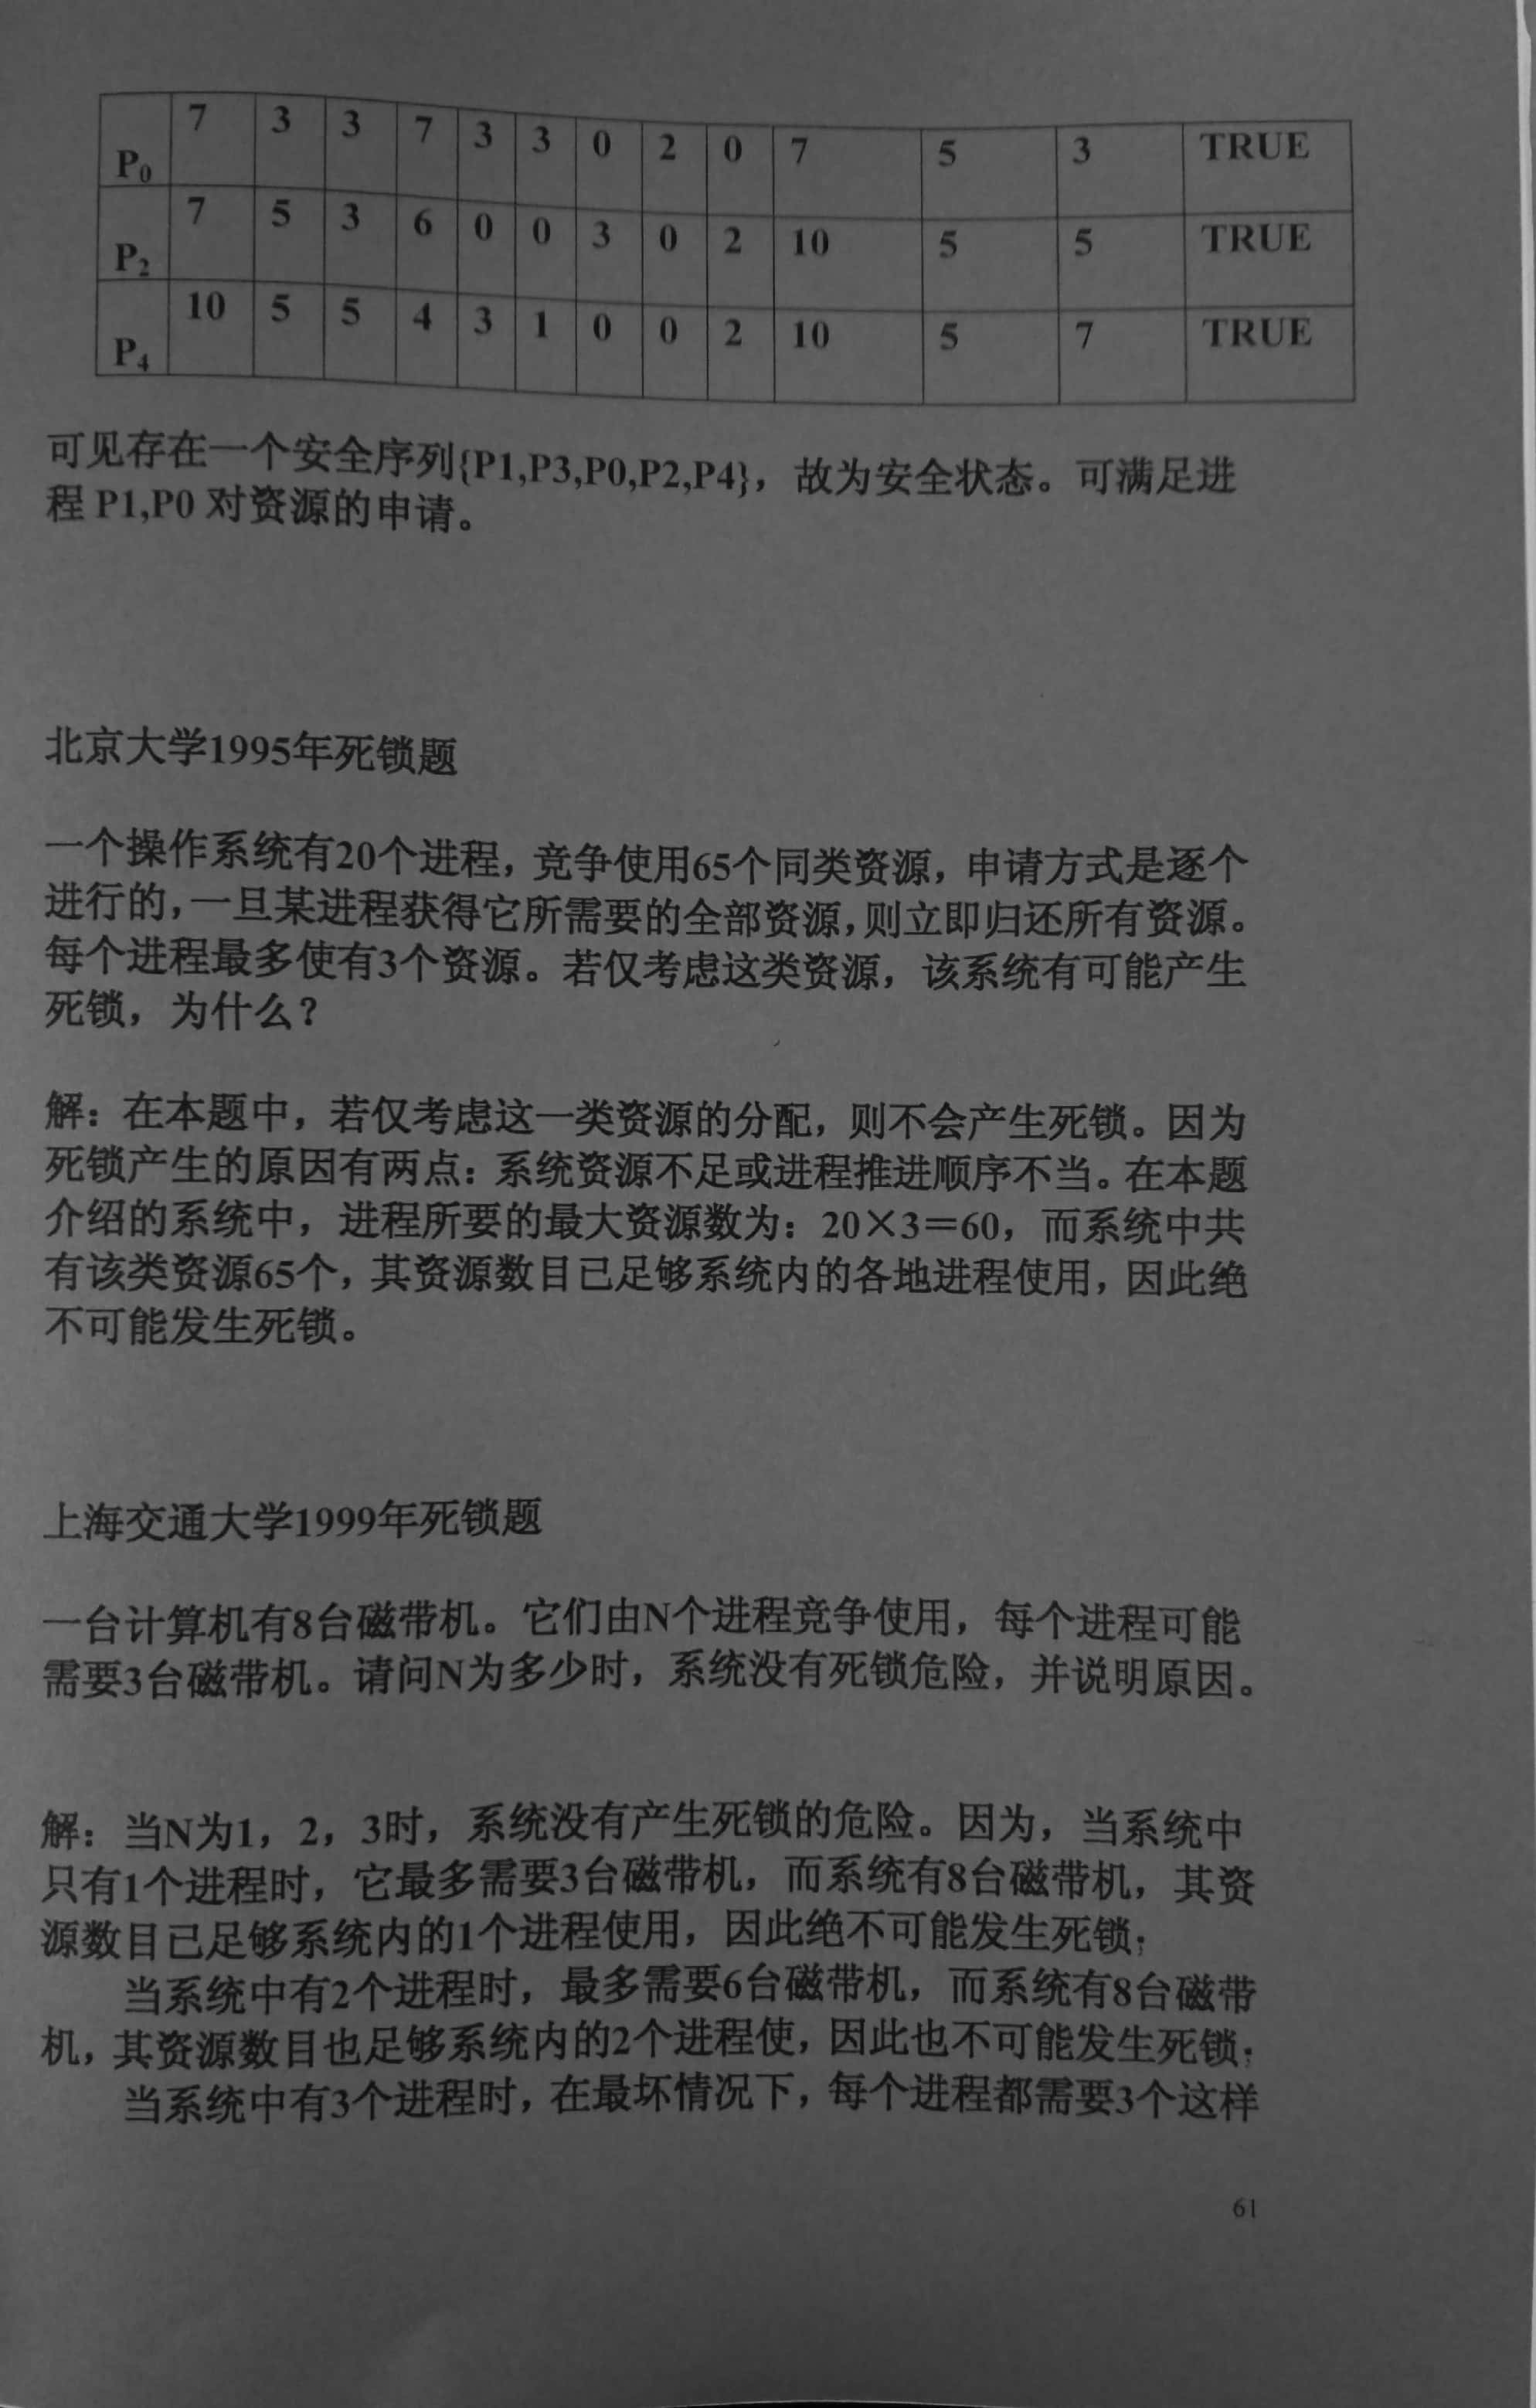 P0 7 3 3 7 3 3 0 2 0 7 5 3 TRUE
P2 7 5 3 6 0 0 3 0 2 10 5 5 TRUE
P4 10 5 5 4 3 1 0 0 2 10 5 7 TRUE
可见存在一个安全序列{P1,P3,P0,P2,P4}，故为安全状态。可满足进
程 P1,P0 对资源的申请。
北京大学1995年死锁题
一个操作系统有20个进程，竞争使用65个同类资源，申请方式是逐个
进行的，一旦某进程获得它所需要的全部资源，则立即归还所有资源。
每个进程最多使有3个资源。若仅考虑这类资源，该系统有可能产生
死锁，为什么？
解：在本题中，若仅考虑这一类资源的分配，则不会产生死锁。因为
死锁产生的原因有两点：系统资源不足或进程推进顺序不当。在本题
介绍的系统中，进程所要的最大资源数为：20×3＝60，而系统中共
有该类资源65个，其资源数目已足够系统内的各地进程使用，因此绝
不可能发生死锁。
上海交通大学1999年死锁题
一台计算机有8台磁带机。它们由N个进程竞争使用，每个进程可能
需要3台磁带机。请问N为多少时，系统没有死锁危险，并说明原因。
解：当N为1，2，3时，系统没有产生死锁的危险。因为，当系统中
只有1个进程时，它最多需要3台磁带机，而系统有8台磁带机，其资
源数目已足够系统内的1个进程使用，因此绝不可能发生死锁；
当系统中有2个进程时，最多需要6台磁带机，而系统有8台磁带
机，其资源数目也足够系统内的2个进程使，因此也不可能发生死锁；
当系统中有3个进程时，在最坏情况下，每个进程都需要3个这样
61